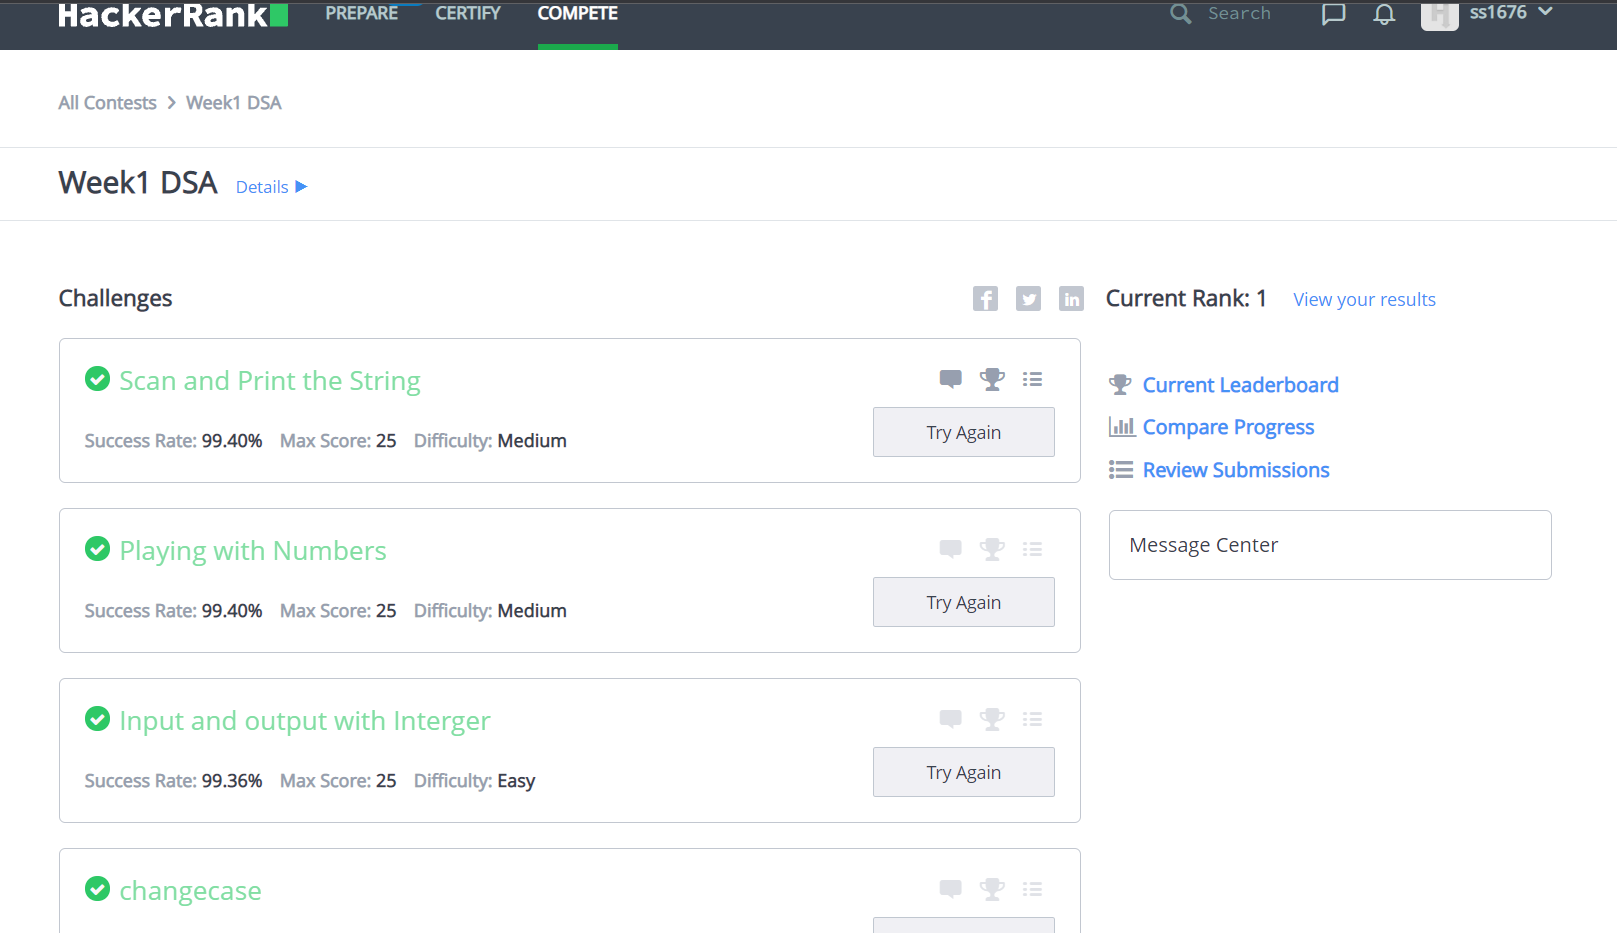 HackerRank PREPARE CERTIFY COMPETE Search ss1676
All Contests > Week1 DSA
Week1 DSA Details
Challenges
Current Rank: 1 View your results
Scan and Print the String
Success Rate: 99.40% Max Score: 25 Difficulty: Medium
Try Again
Current Leaderboard
Compare Progress
Review Submissions
Message Center
Playing with Numbers
Success Rate: 99.40% Max Score: 25 Difficulty: Medium
Try Again
Input and output with Interger
Success Rate: 99.36% Max Score: 25 Difficulty: Easy
Try Again
changecase